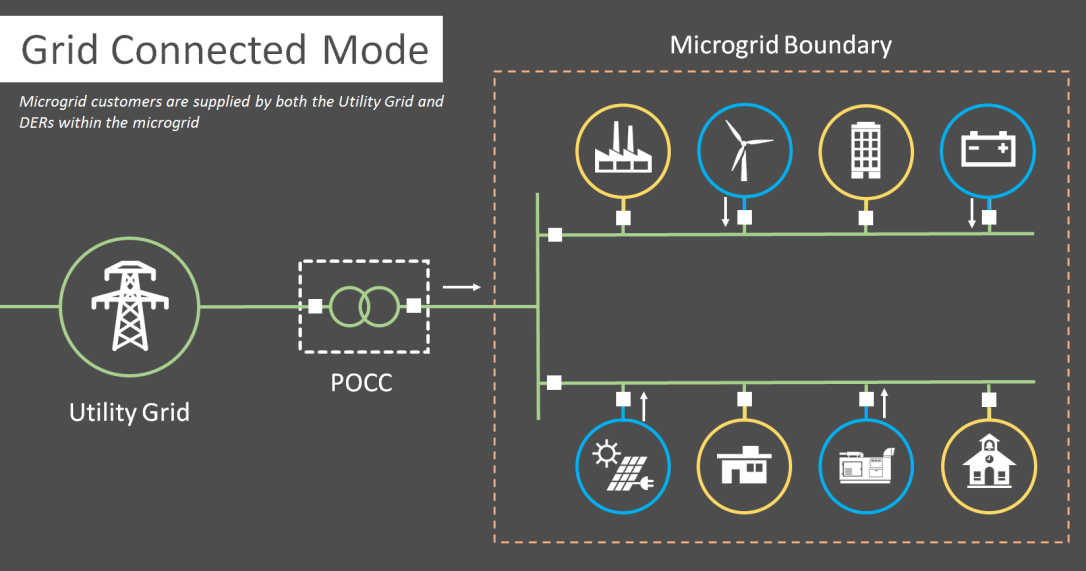 Grid Connected Mode
Microgrid customers are supplied by both the Utility Grid and
DERs within the microgrid
Microgrid Boundary
POCC
Utility Grid